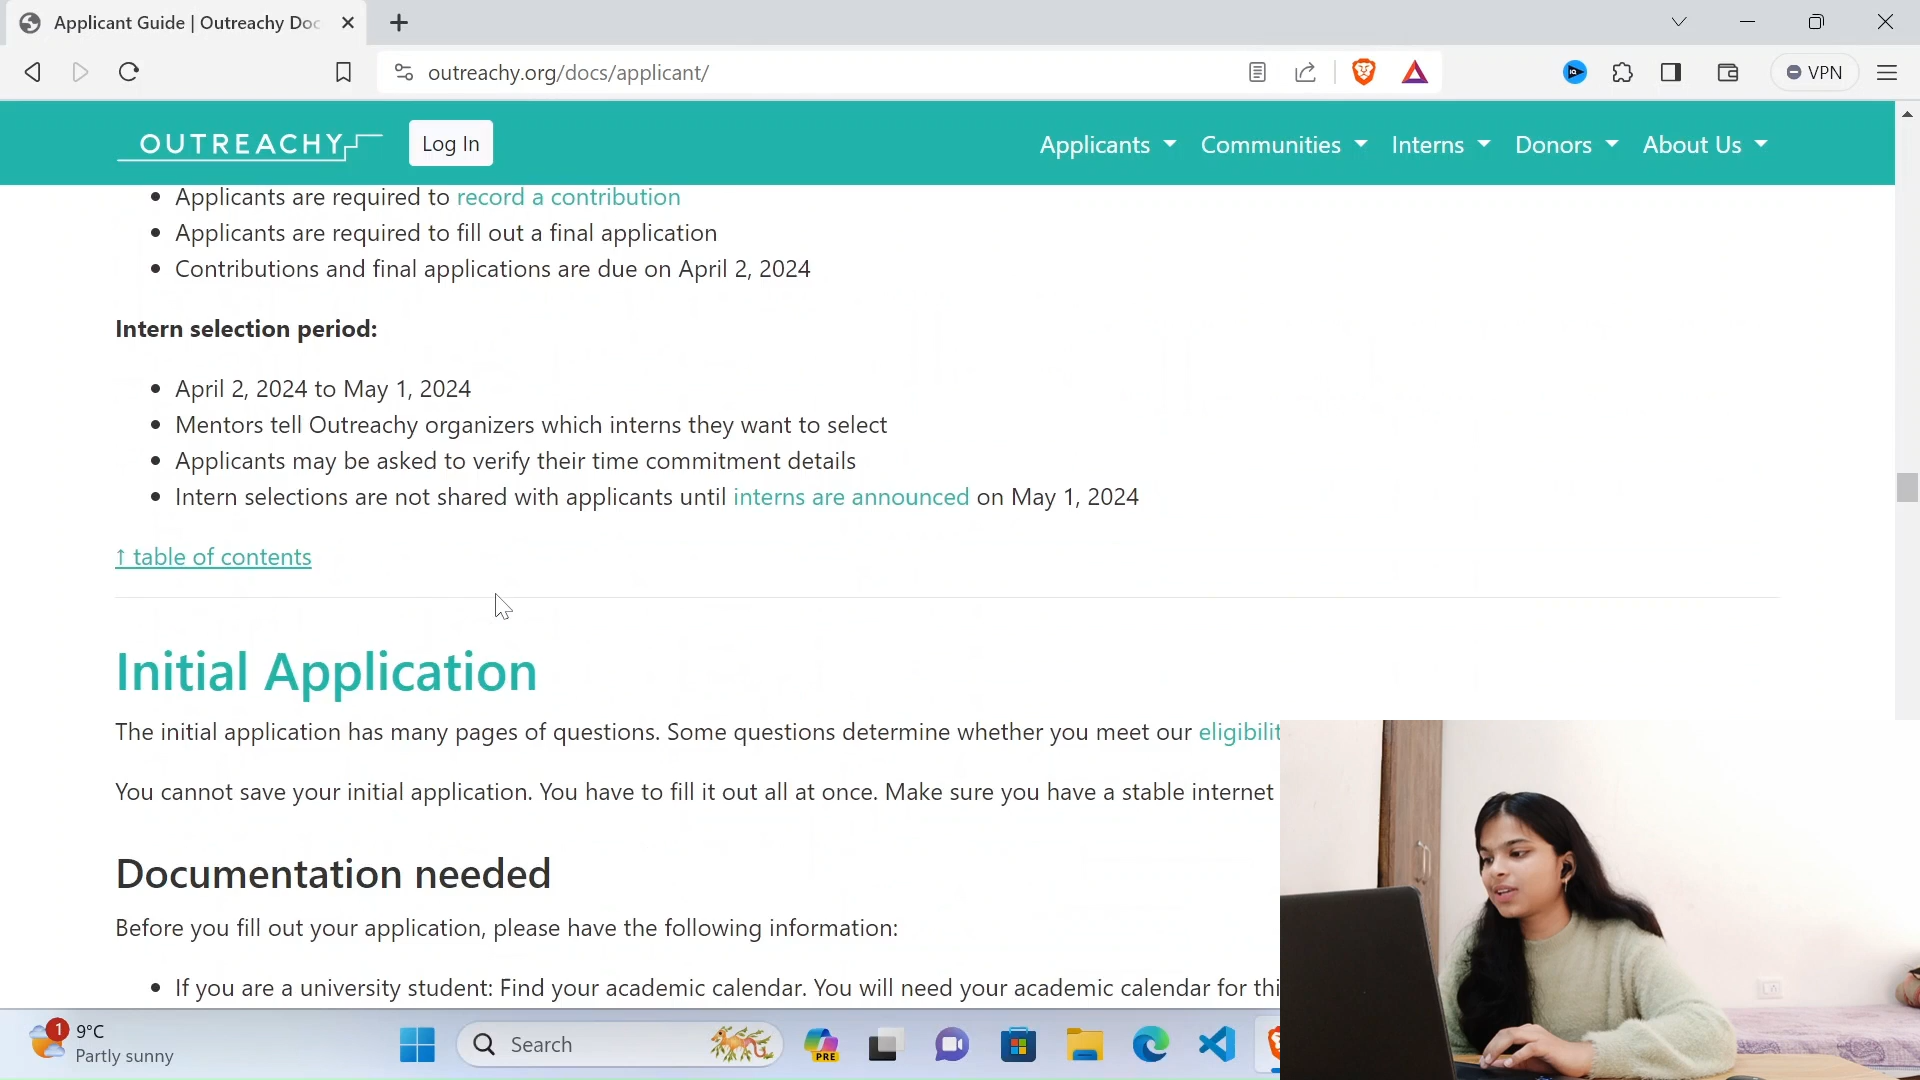 Applicant Guide | Outreachy Doc
outreachy.org/docs/applicant/
VPN
OUTREACHY
Log In
Applicants
Communities
Interns
Donors
About Us
• Applicants are required to record a contribution
• Applicants are required to fill out a final application
• Contributions and final applications are due on April 2, 2024
Intern selection period:
• April 2, 2024 to May 1, 2024
• Mentors tell Outreachy organizers which interns they want to select
• Applicants may be asked to verify their time commitment details
• Intern selections are not shared with applicants until interns are announced on May 1, 2024
↑ table of contents
Initial Application
The initial application has many pages of questions. Some questions determine whether you meet our eligibilit
You cannot save your initial application. You have to fill it out all at once. Make sure you have a stable internet
Documentation needed
Before you fill out your application, please have the following information:
• If you are a university student: Find your academic calendar. You will need your academic calendar for thi
1
9°C
Partly sunny
Search
PRE